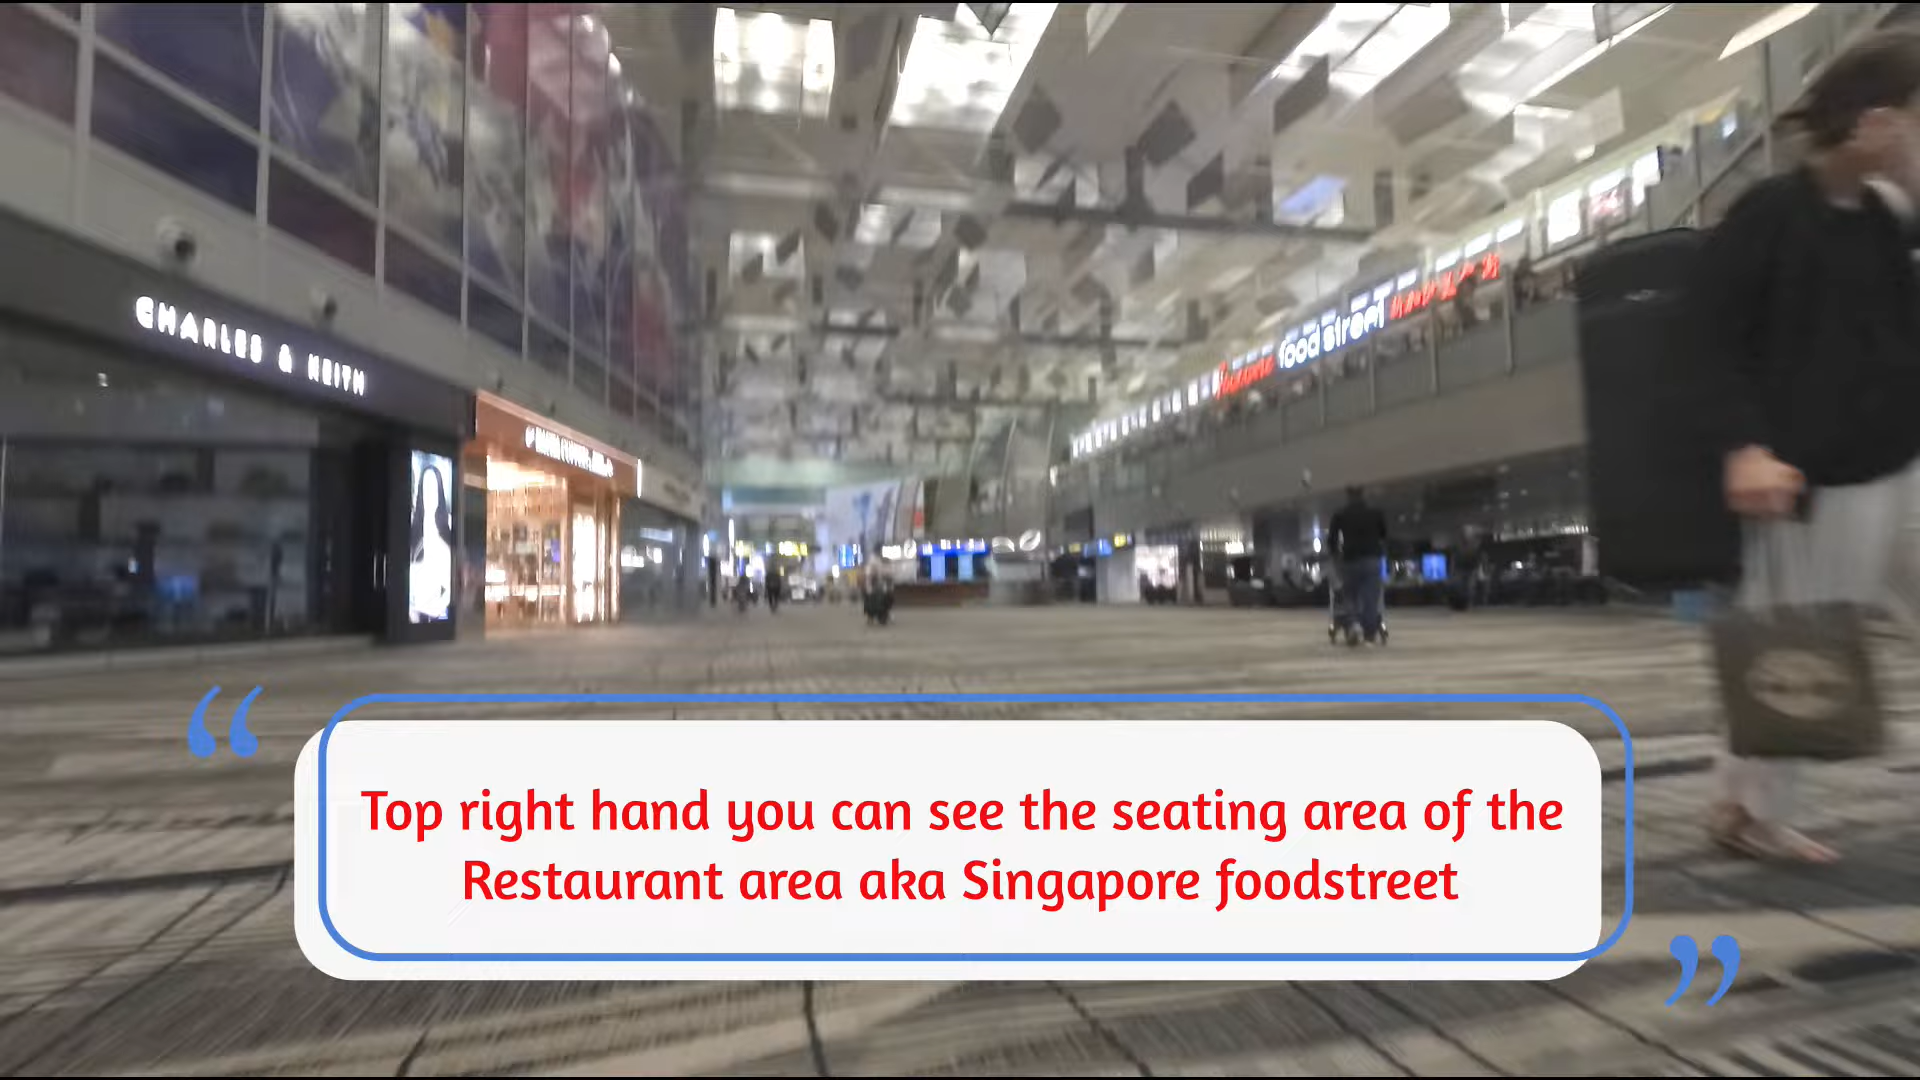 CHARLES & KEITH
food street
Top right hand you can see the seating area of the
Restaurant area aka Singapore foodstreet